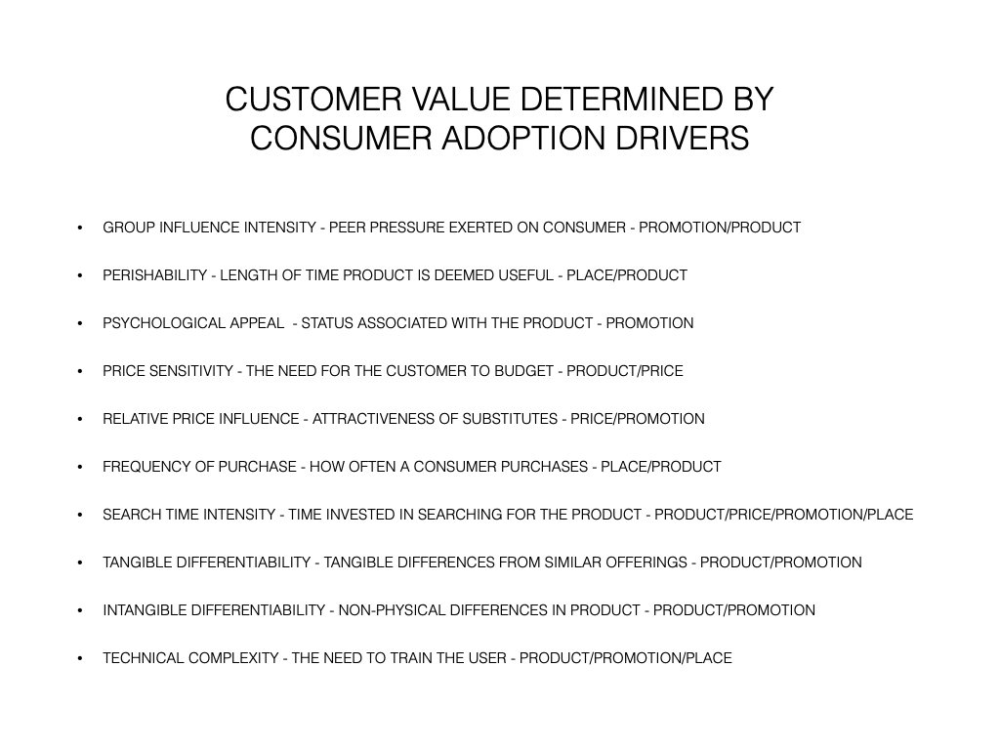 CUSTOMER VALUE DETERMINED BY
CONSUMER ADOPTION DRIVERS
• GROUP INFLUENCE INTENSITY - PEER PRESSURE EXERTED ON CONSUMER - PROMOTION/PRODUCT
• PERISHABILITY - LENGTH OF TIME PRODUCT IS DEEMED USEFUL - PLACE/PRODUCT
• PSYCHOLOGICAL APPEAL  - STATUS ASSOCIATED WITH THE PRODUCT - PROMOTION
• PRICE SENSITIVITY - THE NEED FOR THE CUSTOMER TO BUDGET - PRODUCT/PRICE
• RELATIVE PRICE INFLUENCE - ATTRACTIVENESS OF SUBSTITUTES - PRICE/PROMOTION
• FREQUENCY OF PURCHASE - HOW OFTEN A CONSUMER PURCHASES - PLACE/PRODUCT
• SEARCH TIME INTENSITY - TIME INVESTED IN SEARCHING FOR THE PRODUCT - PRODUCT/PRICE/PROMOTION/PLACE
• TANGIBLE DIFFERENTIABILITY - TANGIBLE DIFFERENCES FROM SIMILAR OFFERINGS - PRODUCT/PROMOTION
• INTANGIBLE DIFFERENTIABILITY - NON-PHYSICAL DIFFERENCES IN PRODUCT - PRODUCT/PROMOTION
• TECHNICAL COMPLEXITY - THE NEED TO TRAIN THE USER - PRODUCT/PROMOTION/PLACE